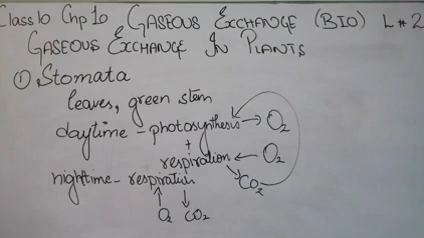 Class 10 Chp 10 GASEOUS EXCHANGE (BIO) L#2
GASEOUS EXCHANGE IN PLANTS
① Stomata
leaves, green stem
daytime - photosynthesis → O₂
+
respiration ← O₂
CO₂
nighttime - respiration
O₂ CO₂